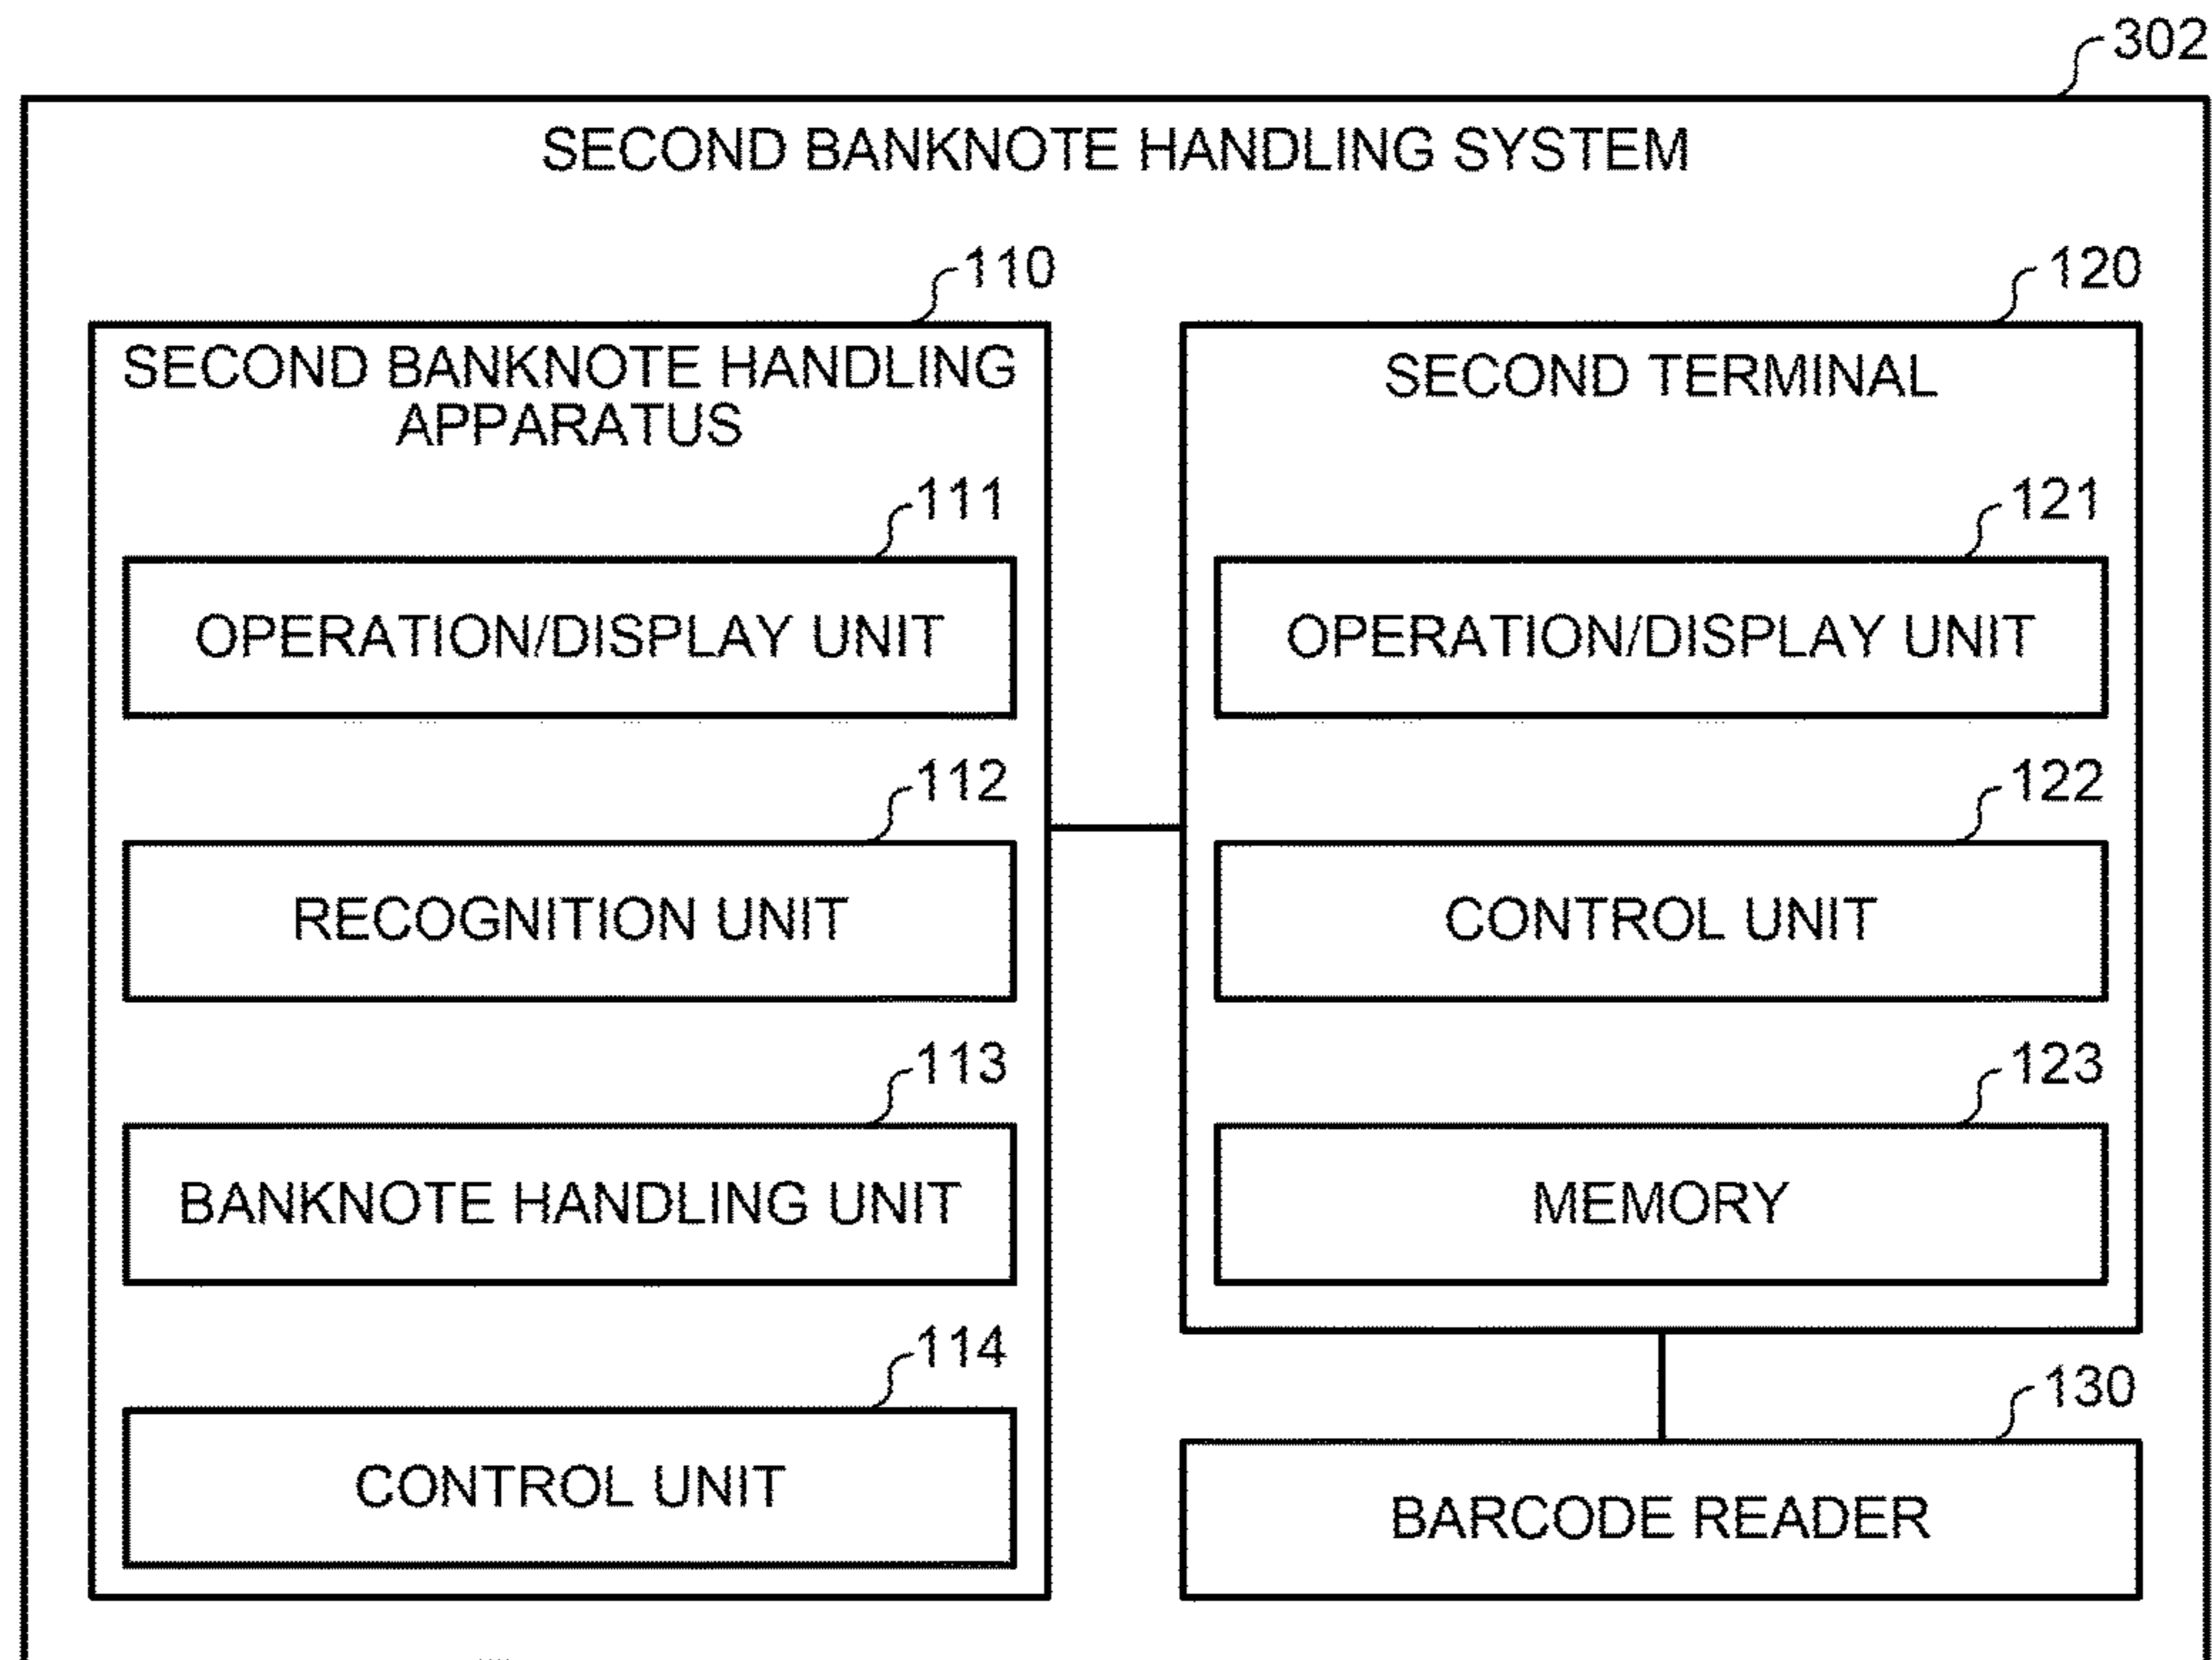 302
SECOND BANKNOTE HANDLING SYSTEM
110
SECOND BANKNOTE HANDLING
APPARATUS
111
OPERATION/DISPLAY UNIT
112
RECOGNITION UNIT
113
BANKNOTE HANDLING UNIT
114
CONTROL UNIT
120
SECOND TERMINAL
121
OPERATION/DISPLAY UNIT
122
CONTROL UNIT
123
MEMORY
130
BARCODE READER